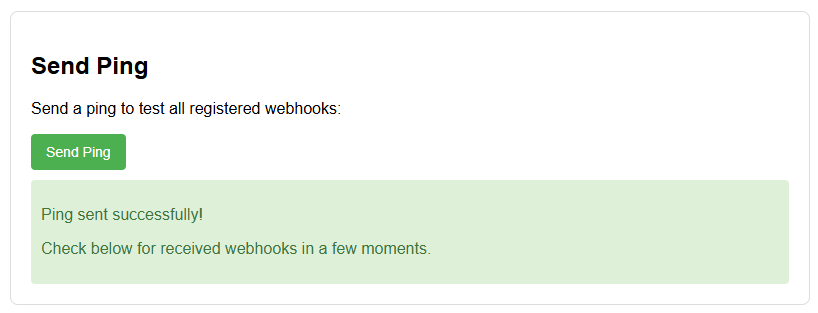 Send Ping
Send a ping to test all registered webhooks:
Send Ping
Ping sent successfully!
Check below for received webhooks in a few moments.